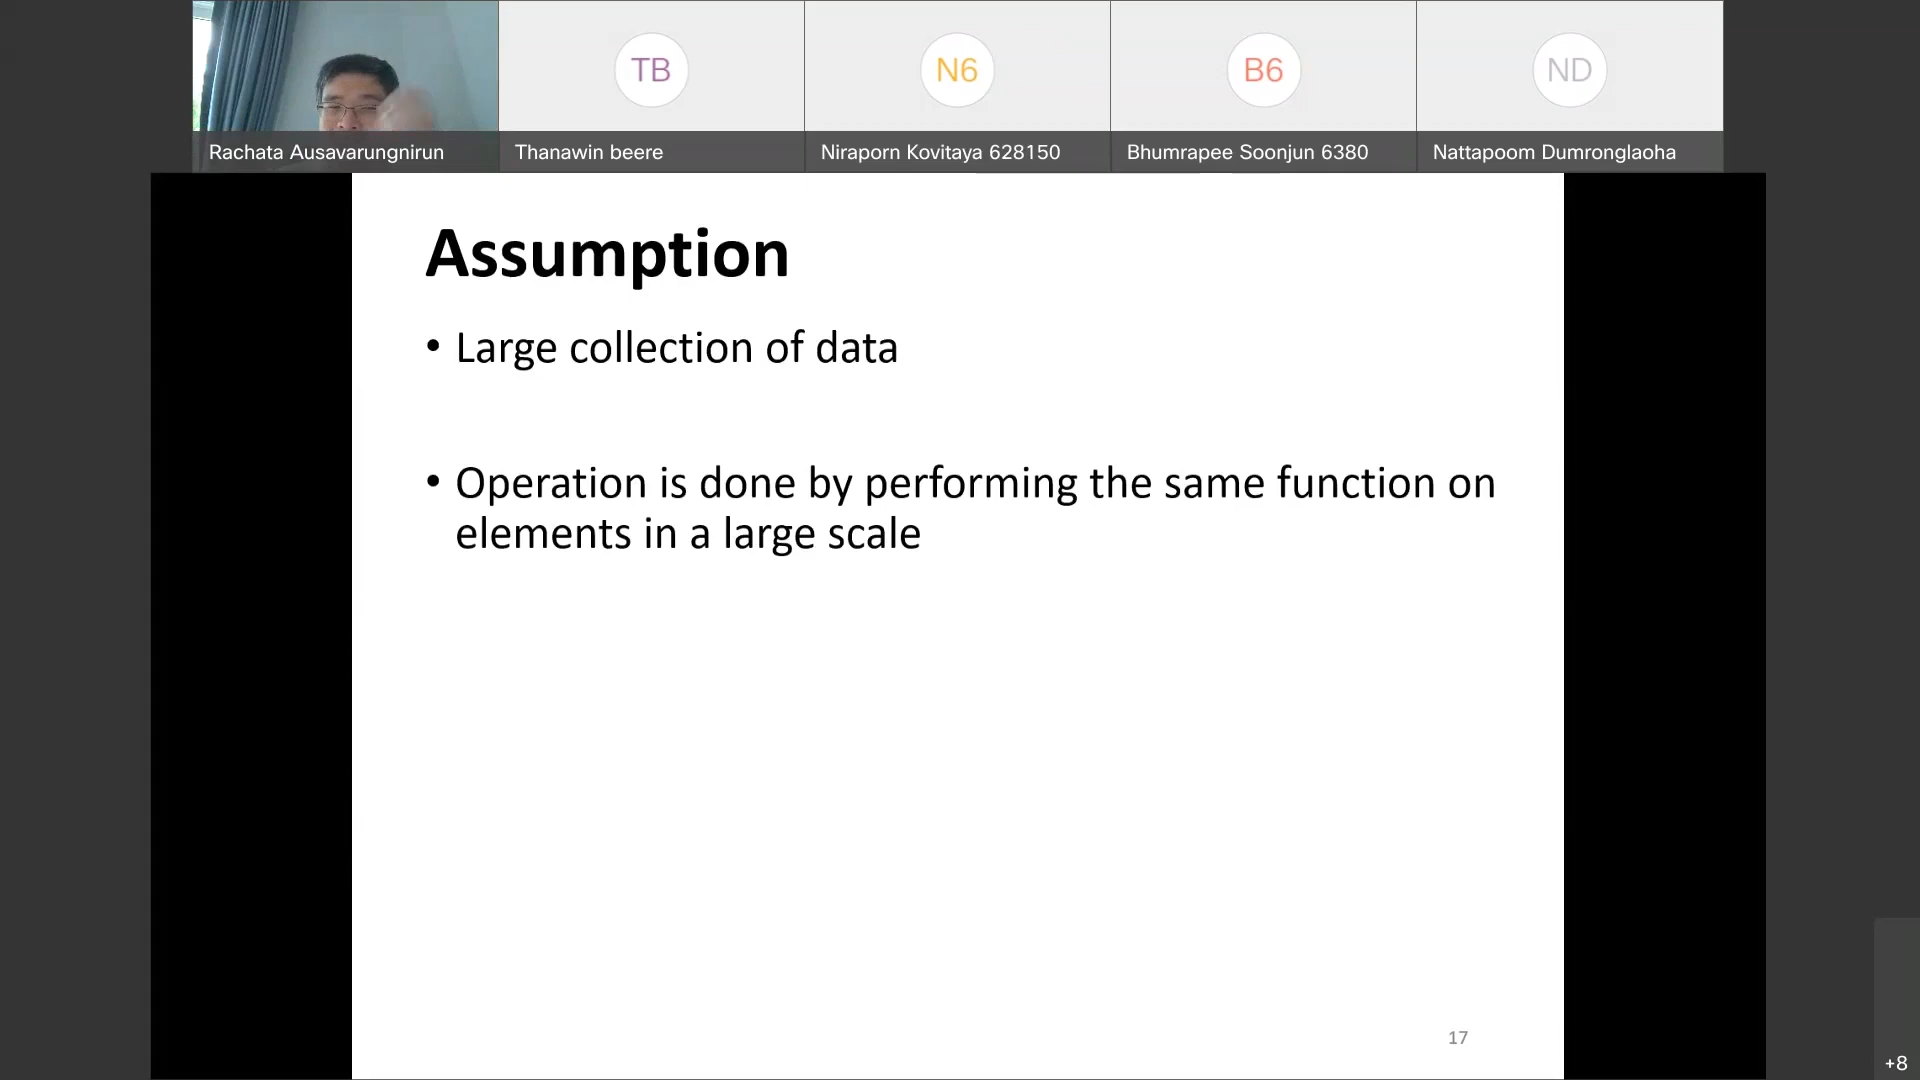 TB
N6
B6
ND
Rachata Ausavarungnirun
Thanawin beere
Niraporn Kovitaya 628150
Bhumrapee Soonjun 6380
Nattapoom Dumronglaoha
Assumption
• Large collection of data
• Operation is done by performing the same function on
elements in a large scale
17
+8